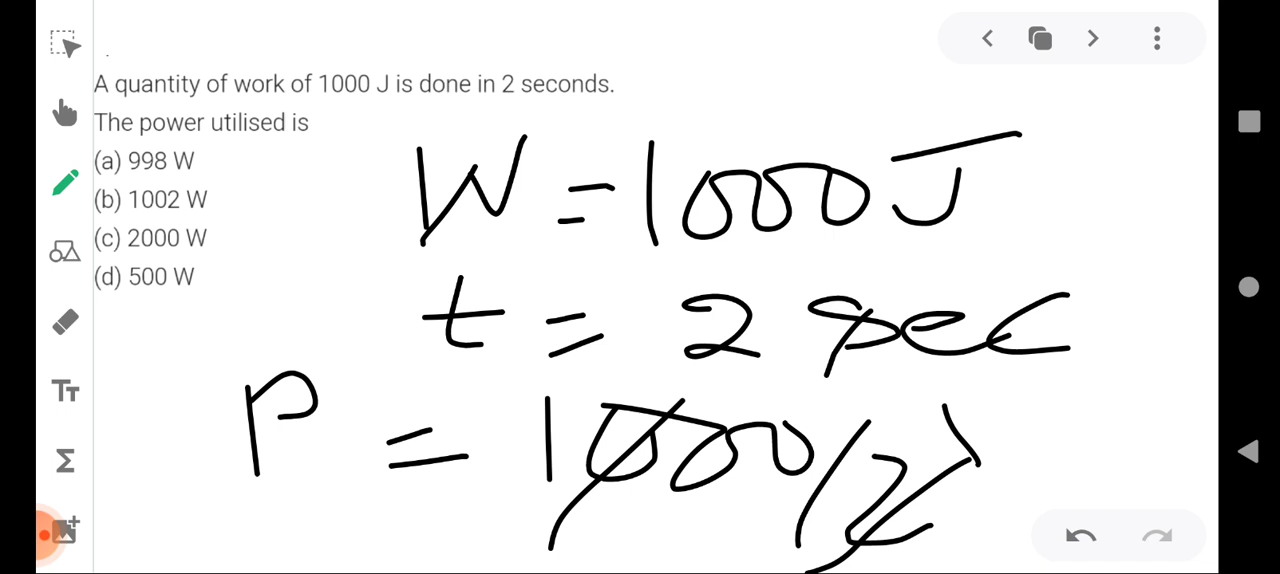 A quantity of work of 1000 J is done in 2 seconds.
The power utilised is
(a) 998 W
(b) 1002 W
(c) 2000 W
(d) 500 W
W = 1000 J
t = 2 sec
P = 1000/2
Tт
Σ